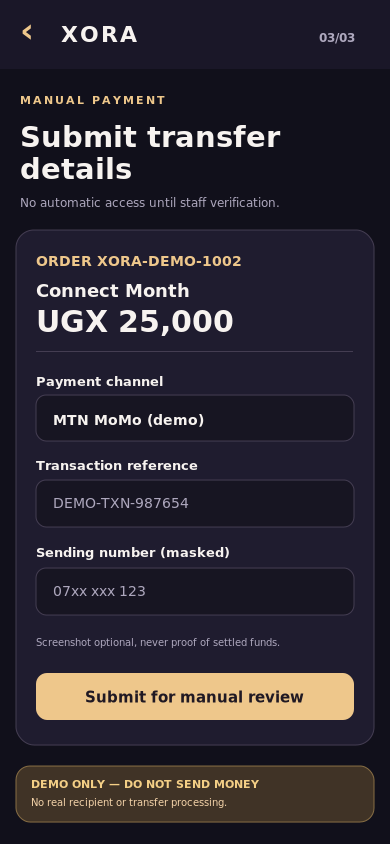 XORA
03/03
MANUAL PAYMENT
Submit transfer
details
No automatic access until staff verification.
ORDER XORA-DEMO-1002
Connect Month
UGX 25,000
Payment channel
MTN MoMo (demo)
Transaction reference
DEMO-TXN-987654
Sending number (masked)
07xx xxx 123
Screenshot optional, never proof of settled funds.
Submit for manual review
DEMO ONLY — DO NOT SEND MONEY
No real recipient or transfer processing.